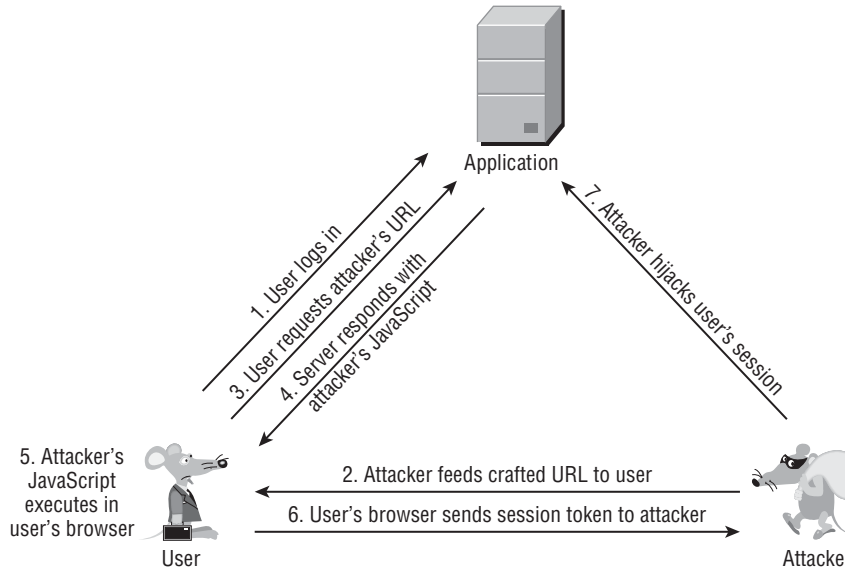 Application
1. User logs in
3. User requests attacker's URL
4. Server responds with
attacker's JavaScript
7. Attacker hijacks user's session
5. Attacker's
JavaScript
executes in
user's browser
2. Attacker feeds crafted URL to user
6. User's browser sends session token to attacker
User
Attacke